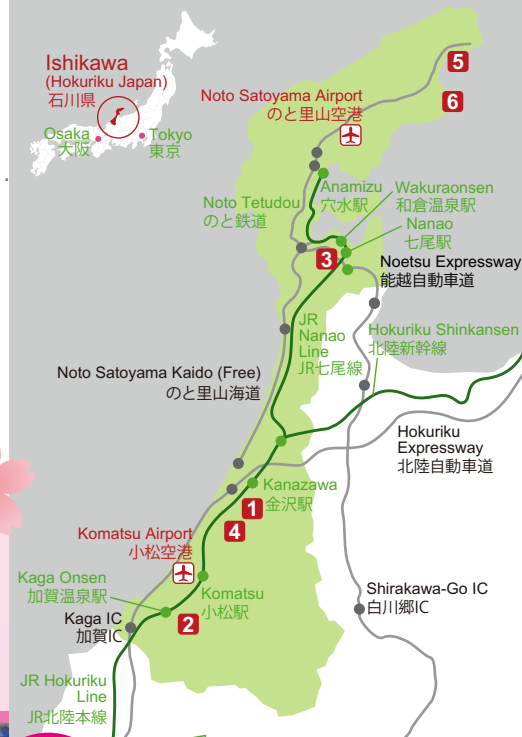 Ishikawa
(Hokuriku Japan)
石川県
Osaka
大阪
Tokyo
東京
5
6
Noto Satoyama Airport
のと里山空港
Anamizu
穴水駅
Wakuraonsen
和倉温泉駅
Noto Tetudou
のと鉄道
Nanao
七尾駅
3
Noetsu Expressway
能越自動車道
JR
Nanao
Line
JR七尾線
Hokuriku Shinkansen
北陸新幹線
Noto Satoyama Kaido (Free)
のと里山海道
Hokuriku
Expressway
北陸自動車道
Kanazawa
金沢駅
1
4
Komatsu Airport
小松空港
Kaga Onsen
加賀温泉駅
Komatsu
小松駅
Shirakawa-Go IC
白川郷IC
Kaga IC
加賀IC
2
JR Hokuriku
Line
JR北陸本線